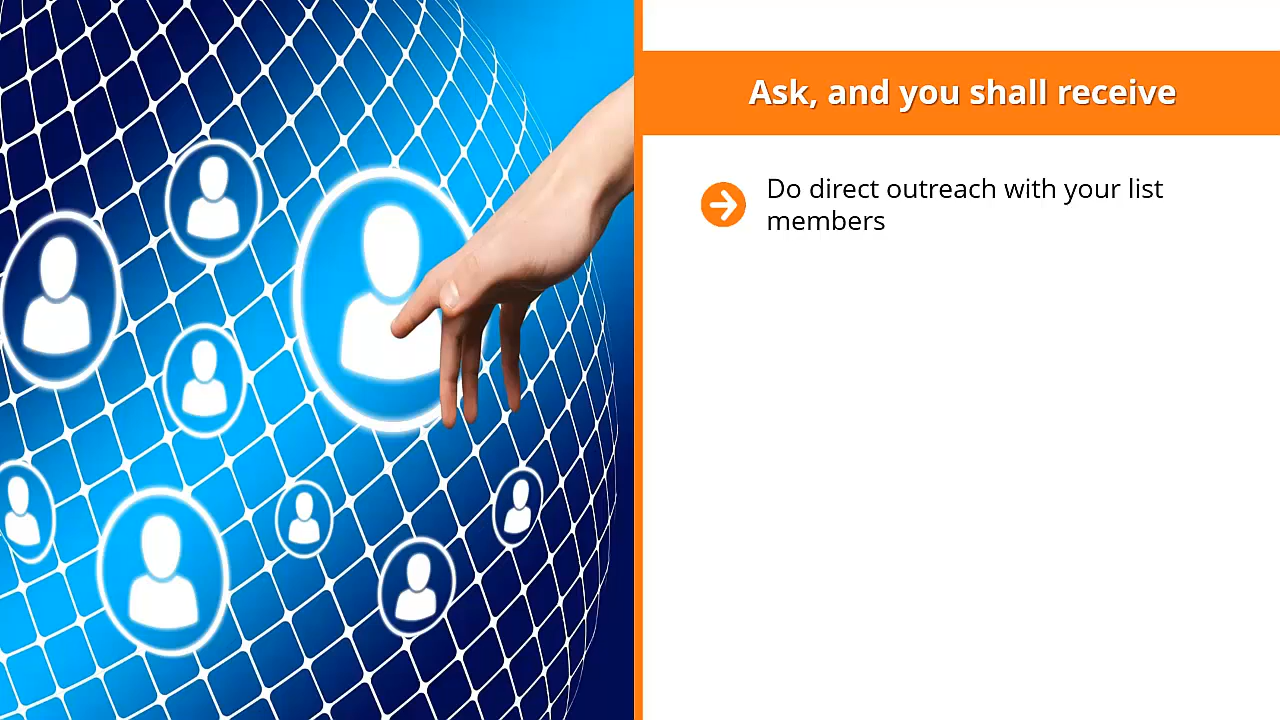 Ask, and you shall receive
Do direct outreach with your list
members